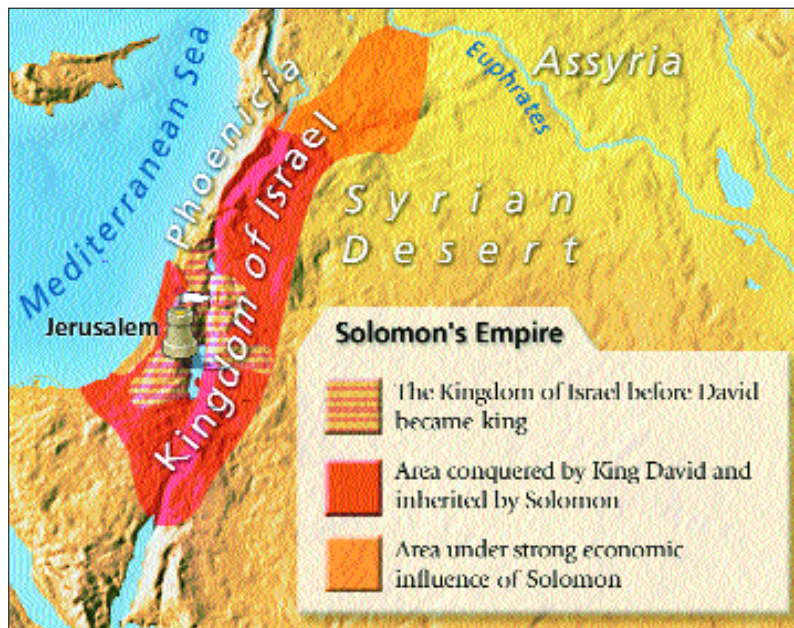 Mediterranean Sea
Phoenicia
Kingdom of Israel
Euphrates
Assyria
Syrian
Desert
Jerusalem
Solomon's Empire
The Kingdom of Israel before David
became king
Area conquered by King David and
inherited by Solomon
Area under strong economic
influence of Solomon